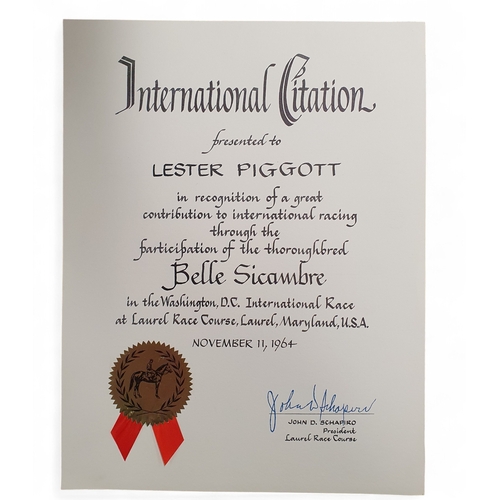 International Citation
presented to
LESTER PIGGOTT
in recognition of a great
contribution to international racing
through the
participation of the thoroughbred
Belle Sicambre
in the Washington, D.C. International Race
at Laurel Race Course, Laurel, Maryland, U.S.A.
NOVEMBER 11, 1964
John D. Schapiro
JOHN D. SCHAPIRO
President
Laurel Race Course